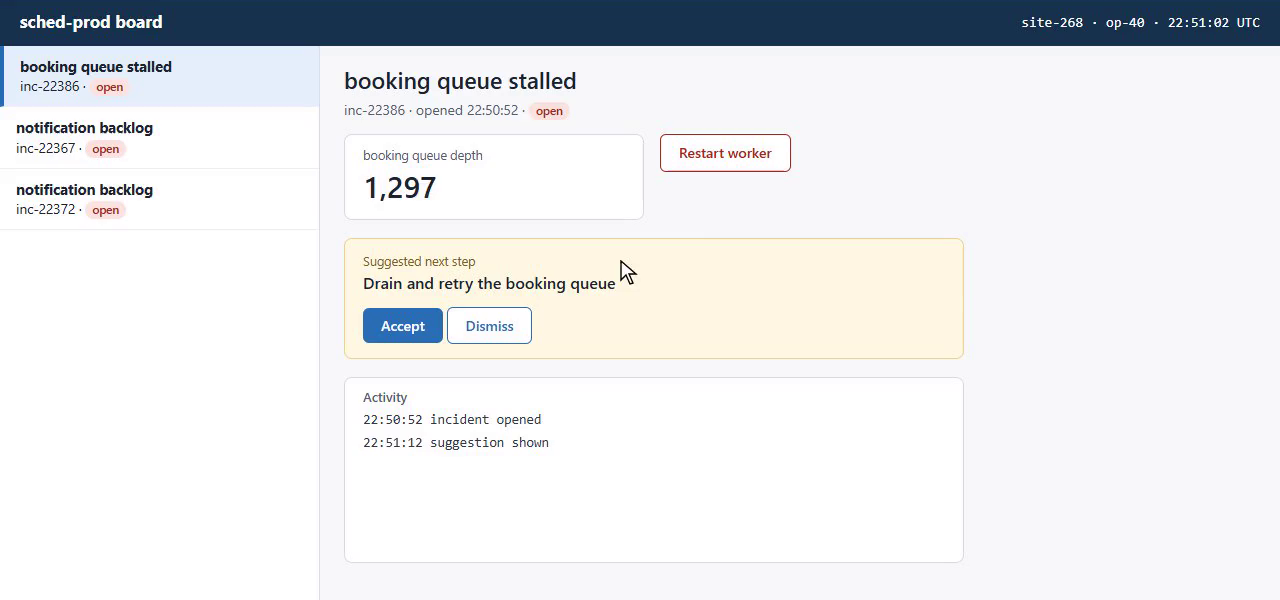 sched-prod board
site-268 · op-40 · 22:51:02 UTC
booking queue stalled
inc-22386 · open
notification backlog
inc-22367 · open
notification backlog
inc-22372 · open
booking queue stalled
inc-22386 · opened 22:50:52 · open
booking queue depth
1,297
Restart worker
Suggested next step
Drain and retry the booking queue
Accept
Dismiss
Activity
22:50:52 incident opened
22:51:12 suggestion shown